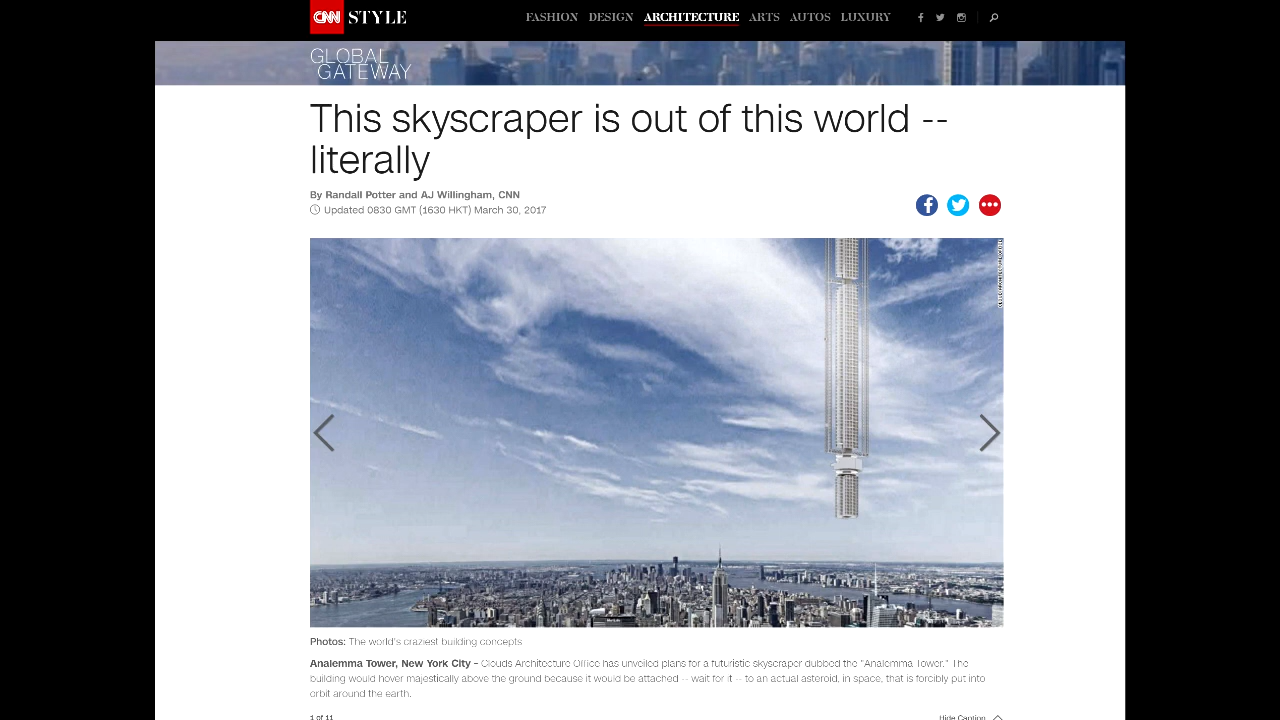 CNN STYLE
FASHION DESIGN ARCHITECTURE ARTS AUTOS LUXURY
GLOBAL
GATEWAY
This skyscraper is out of this world --
literally
By Randall Potter and AJ Willingham, CNN
Updated 0830 GMT (1630 HKT) March 30, 2017
Photos: The world's craziest building concepts
Analemma Tower, New York City – Clouds Architecture Office has unveiled plans for a futuristic skyscraper dubbed the "Analemma Tower." The
building would hover majestically above the ground because it would be attached -- wait for it -- to an actual asteroid, in space, that is forcibly put into
orbit around the earth.
1 of 11
Hide Caption